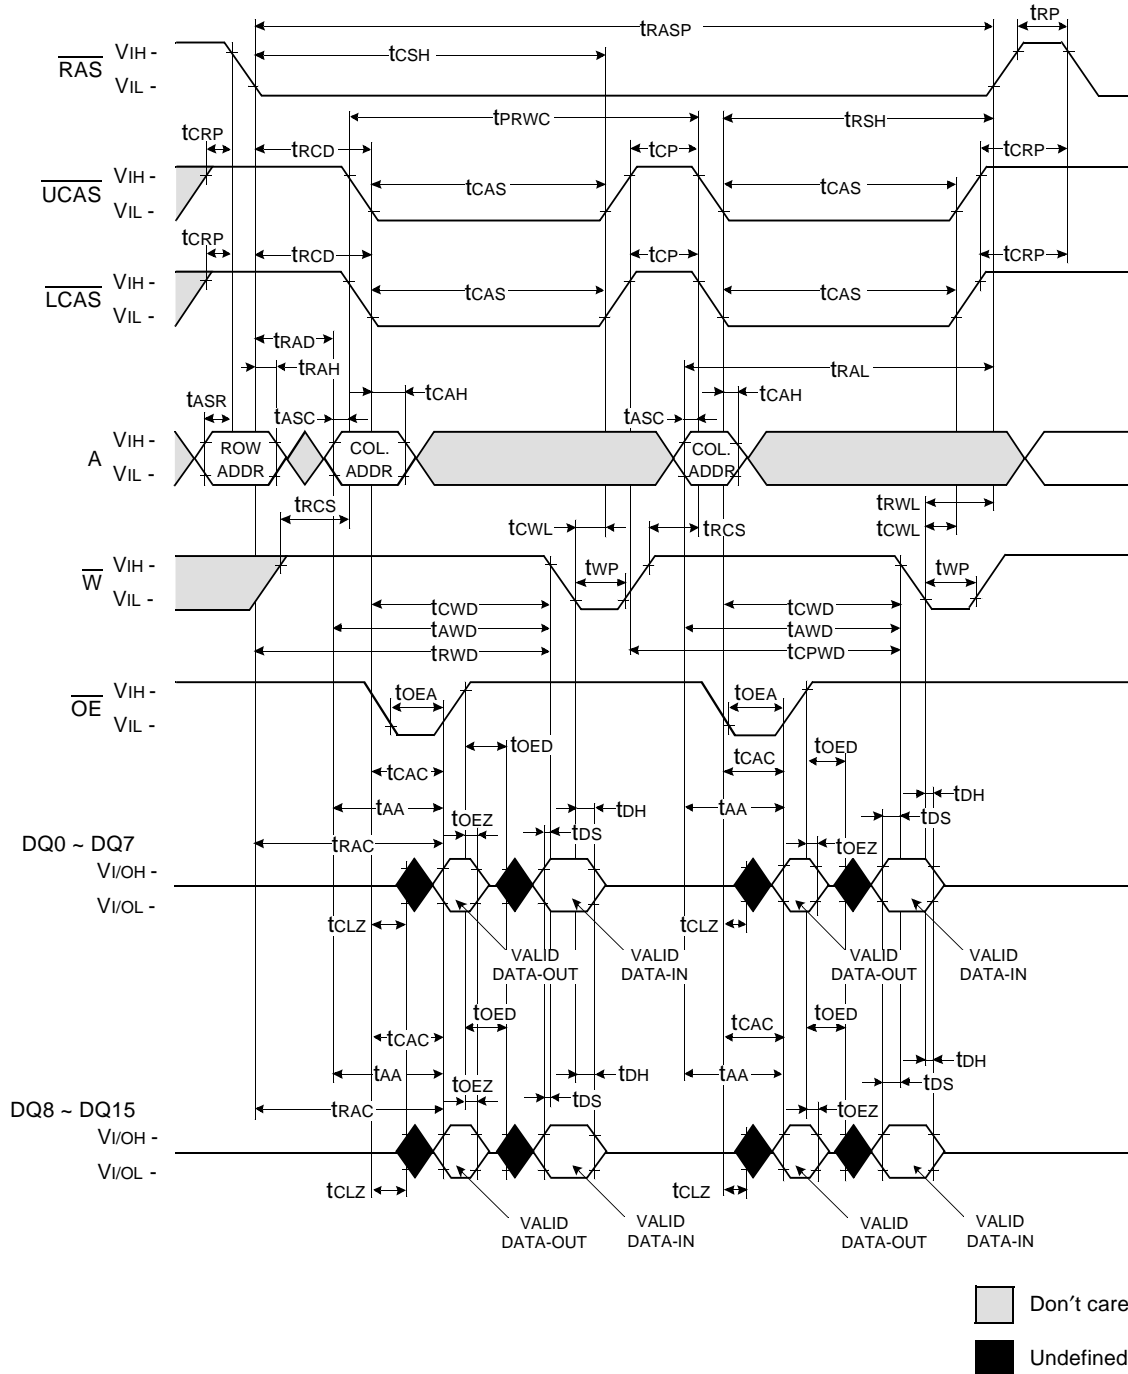 tRASP
tRP
tCSH
RAS
VIH -
VIL -
tPRWC
tRSH
tCRP
tRCD
tCP
tCRP
UCAS
VIH -
VIL -
tCAS
tCAS
tCRP
tRCD
tCP
tCRP
LCAS
VIH -
VIL -
tCAS
tCAS
tRAD
tRAH
tRAL
tASR
tASC
tCAH
tASC
tCAH
A
VIH -
VIL -
ROW
ADDR
COL.
ADDR
COL.
ADDR
tRCS
tCWL
tRCS
tRWL
tCWL
W
VIH -
VIL -
tWP
tWP
tCWD
tCWD
tAWD
tAWD
tRWD
tCPWD
OE
VIH -
VIL -
tOEA
tOEA
tOED
tOED
tCAC
tCAC
tAA
tDH
tAA
tDH
tOEZ
tDS
tDS
tRAC
tOEZ
DQ0 ~ DQ7
VI/OH -
VI/OL -
tCLZ
tCLZ
VALID
DATA-OUT
VALID
DATA-IN
VALID
DATA-OUT
VALID
DATA-IN
tOED
tOED
tCAC
tCAC
tAA
tDH
tAA
tDH
tOEZ
tDS
tDS
tRAC
tOEZ
DQ8 ~ DQ15
VI/OH -
VI/OL -
tCLZ
tCLZ
VALID
DATA-OUT
VALID
DATA-IN
VALID
DATA-OUT
VALID
DATA-IN
Don′t care
Undefined